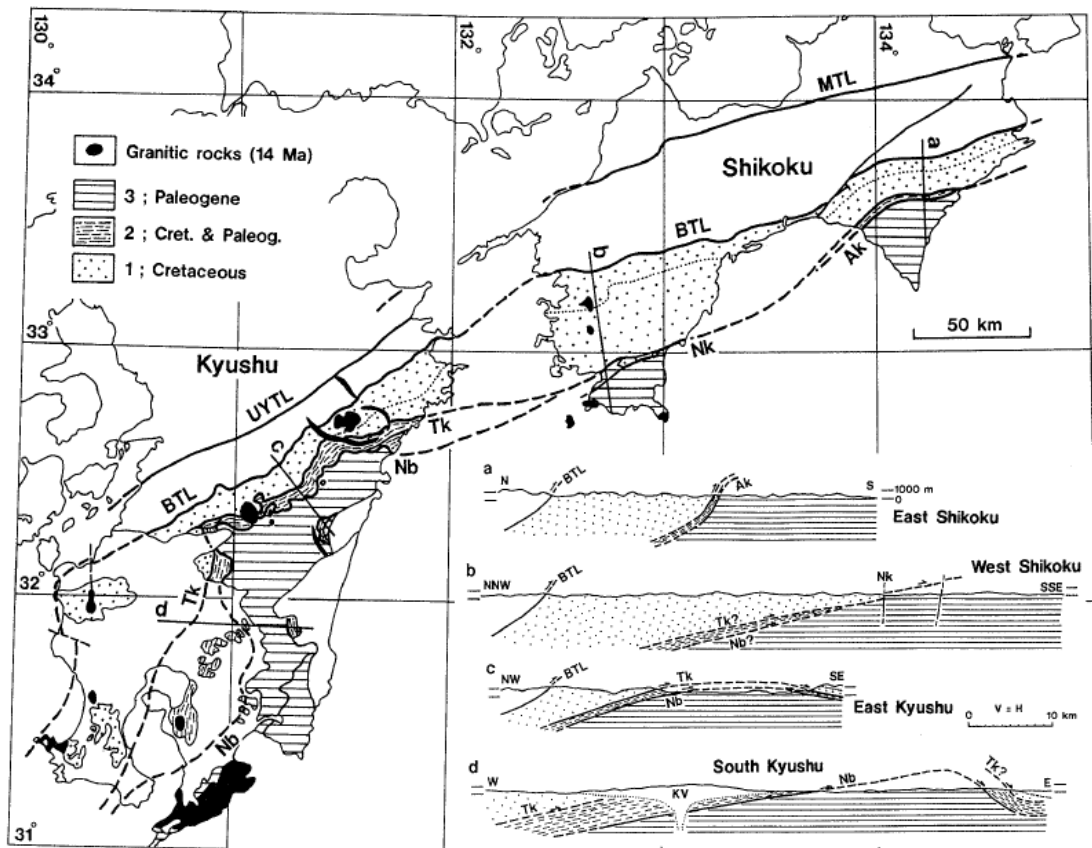 130°
132°
134°
34°
33°
32°
31°
Granitic rocks (14 Ma)
3 ; Paleogene
2 ; Cret. & Paleog.
1 ; Cretaceous
MTL
Shikoku
a
BTL
b
Ak
50 km
Nk
Kyushu
UYTL
Tk
c
Nb
BTL
Tk
d
Nb
a
N
BTL
Ak
S
1000 m
0
East Shikoku
b
West Shikoku
NNW
BTL
Nk
SSE
Tk?
Nb?
c
NW
BTL
Tk
SE
Nb
East Kyushu
0 V = H 10 km
d
South Kyushu
W
Tk
KV
Nb
Tk?
E